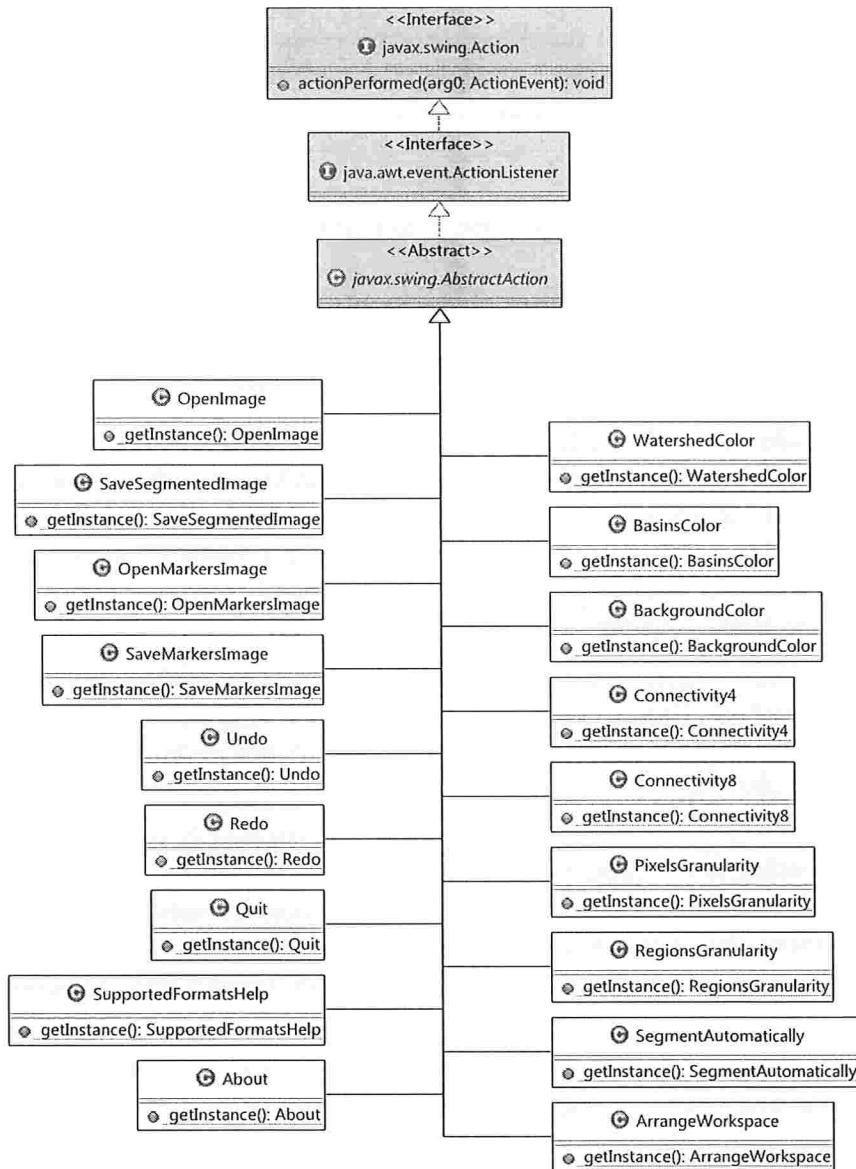 <<Interface>>
javax.swing.Action
actionPerformed(arg0: ActionEvent): void
<<Interface>>
java.awt.event.ActionListener
<<Abstract>>
javax.swing.AbstractAction
OpenImage
getInstance(): OpenImage
SaveSegmentedImage
getInstance(): SaveSegmentedImage
OpenMarkersImage
getInstance(): OpenMarkersImage
SaveMarkersImage
getInstance(): SaveMarkersImage
Undo
getInstance(): Undo
Redo
getInstance(): Redo
Quit
getInstance(): Quit
SupportedFormatsHelp
getInstance(): SupportedFormatsHelp
About
getInstance(): About
WatershedColor
getInstance(): WatershedColor
BasinsColor
getInstance(): BasinsColor
BackgroundColor
getInstance(): BackgroundColor
Connectivity4
getInstance(): Connectivity4
Connectivity8
getInstance(): Connectivity8
PixelsGranularity
getInstance(): PixelsGranularity
RegionsGranularity
getInstance(): RegionsGranularity
SegmentAutomatically
getInstance(): SegmentAutomatically
ArrangeWorkspace
getInstance(): ArrangeWorkspace